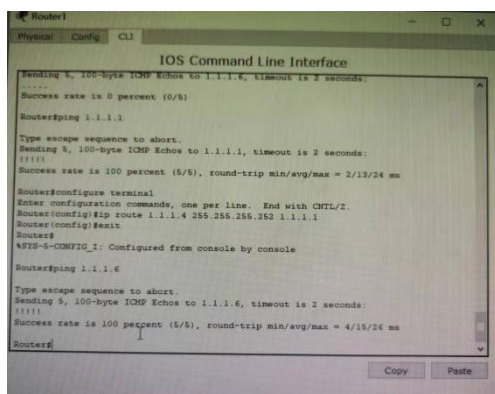 Router1
Physical Config CLI
IOS Command Line Interface
Sending 5, 100-byte ICMP Echos to 1.1.1.6, timeout is 2 seconds:
.....
Success rate is 0 percent (0/5)
Router#ping 1.1.1.1
Type escape sequence to abort.
Sending 5, 100-byte ICMP Echos to 1.1.1.1, timeout is 2 seconds:
!!!!!
Success rate is 100 percent (5/5), round-trip min/avg/max = 2/13/24 ms
Router#configure terminal
Enter configuration commands, one per line. End with CNTL/Z.
Router(config)#ip route 1.1.1.4 255.255.255.252 1.1.1.1
Router(config)#exit
Router#
%SYS-5-CONFIG_I: Configured from console by console
Router#ping 1.1.1.6
Type escape sequence to abort.
Sending 5, 100-byte ICMP Echos to 1.1.1.6, timeout is 2 seconds:
!!!!!
Success rate is 100 percent (5/5), round-trip min/avg/max = 4/15/26 ms
Router#
Copy Paste